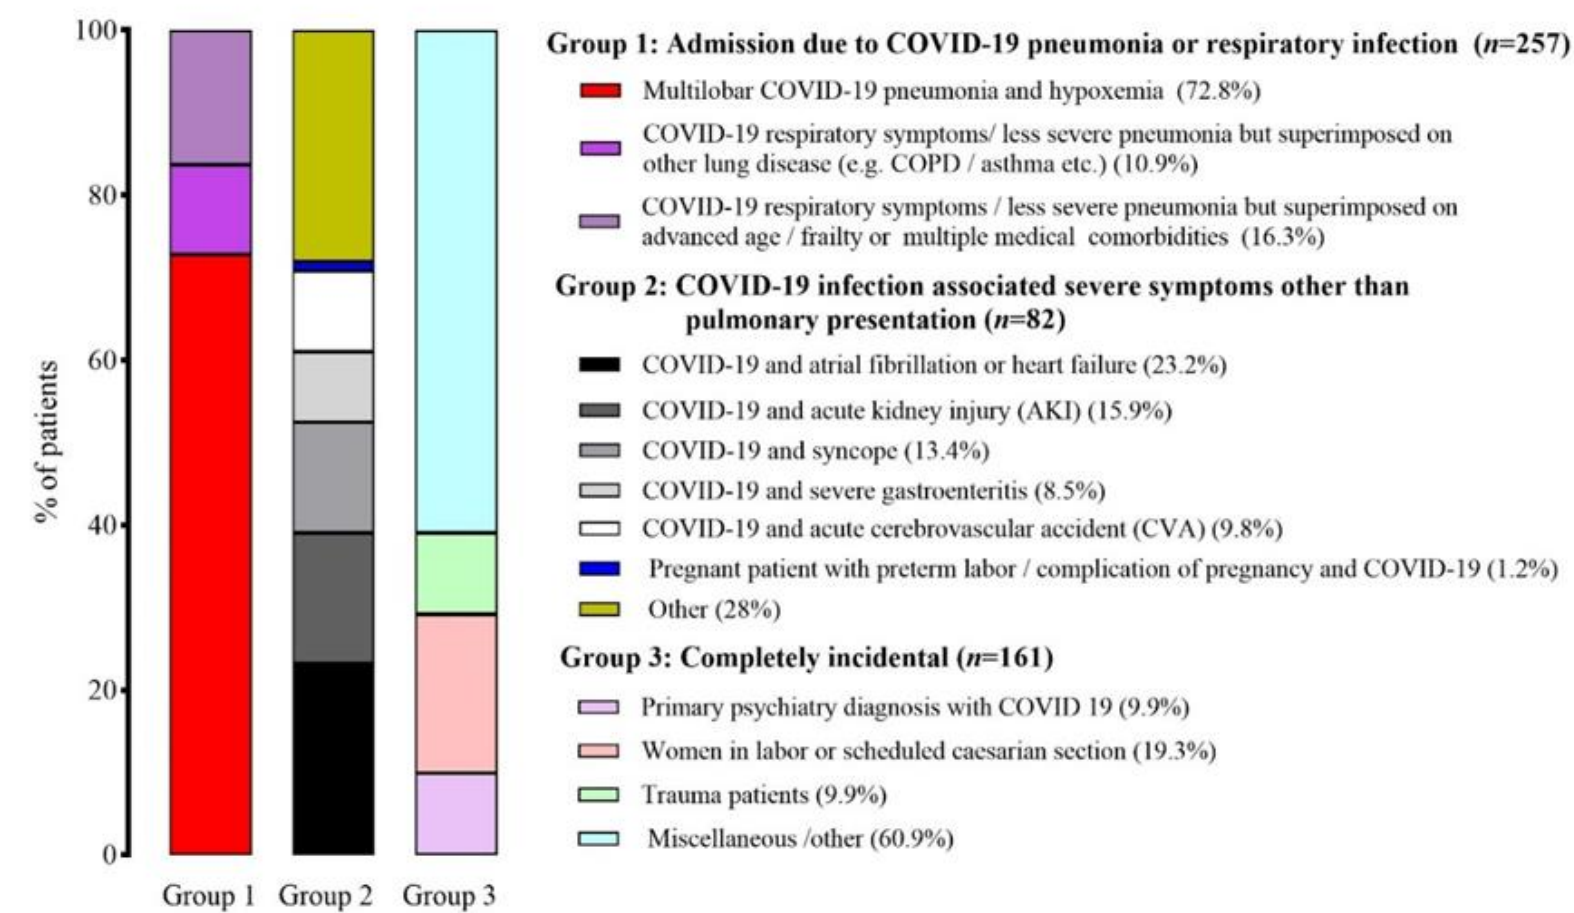 100
80
60
40
20
0
% of patients
Group 1 Group 2 Group 3
Group 1: Admission due to COVID-19 pneumonia or respiratory infection (n=257)
Multilobar COVID-19 pneumonia and hypoxemia (72.8%)
COVID-19 respiratory symptoms/ less severe pneumonia but superimposed on
other lung disease (e.g. COPD / asthma etc.) (10.9%)
COVID-19 respiratory symptoms / less severe pneumonia but superimposed on
advanced age / frailty or multiple medical comorbidities (16.3%)
Group 2: COVID-19 infection associated severe symptoms other than
pulmonary presentation (n=82)
COVID-19 and atrial fibrillation or heart failure (23.2%)
COVID-19 and acute kidney injury (AKI) (15.9%)
COVID-19 and syncope (13.4%)
COVID-19 and severe gastroenteritis (8.5%)
COVID-19 and acute cerebrovascular accident (CVA) (9.8%)
Pregnant patient with preterm labor / complication of pregnancy and COVID-19 (1.2%)
Other (28%)
Group 3: Completely incidental (n=161)
Primary psychiatry diagnosis with COVID 19 (9.9%)
Women in labor or scheduled caesarian section (19.3%)
Trauma patients (9.9%)
Miscellaneous /other (60.9%)